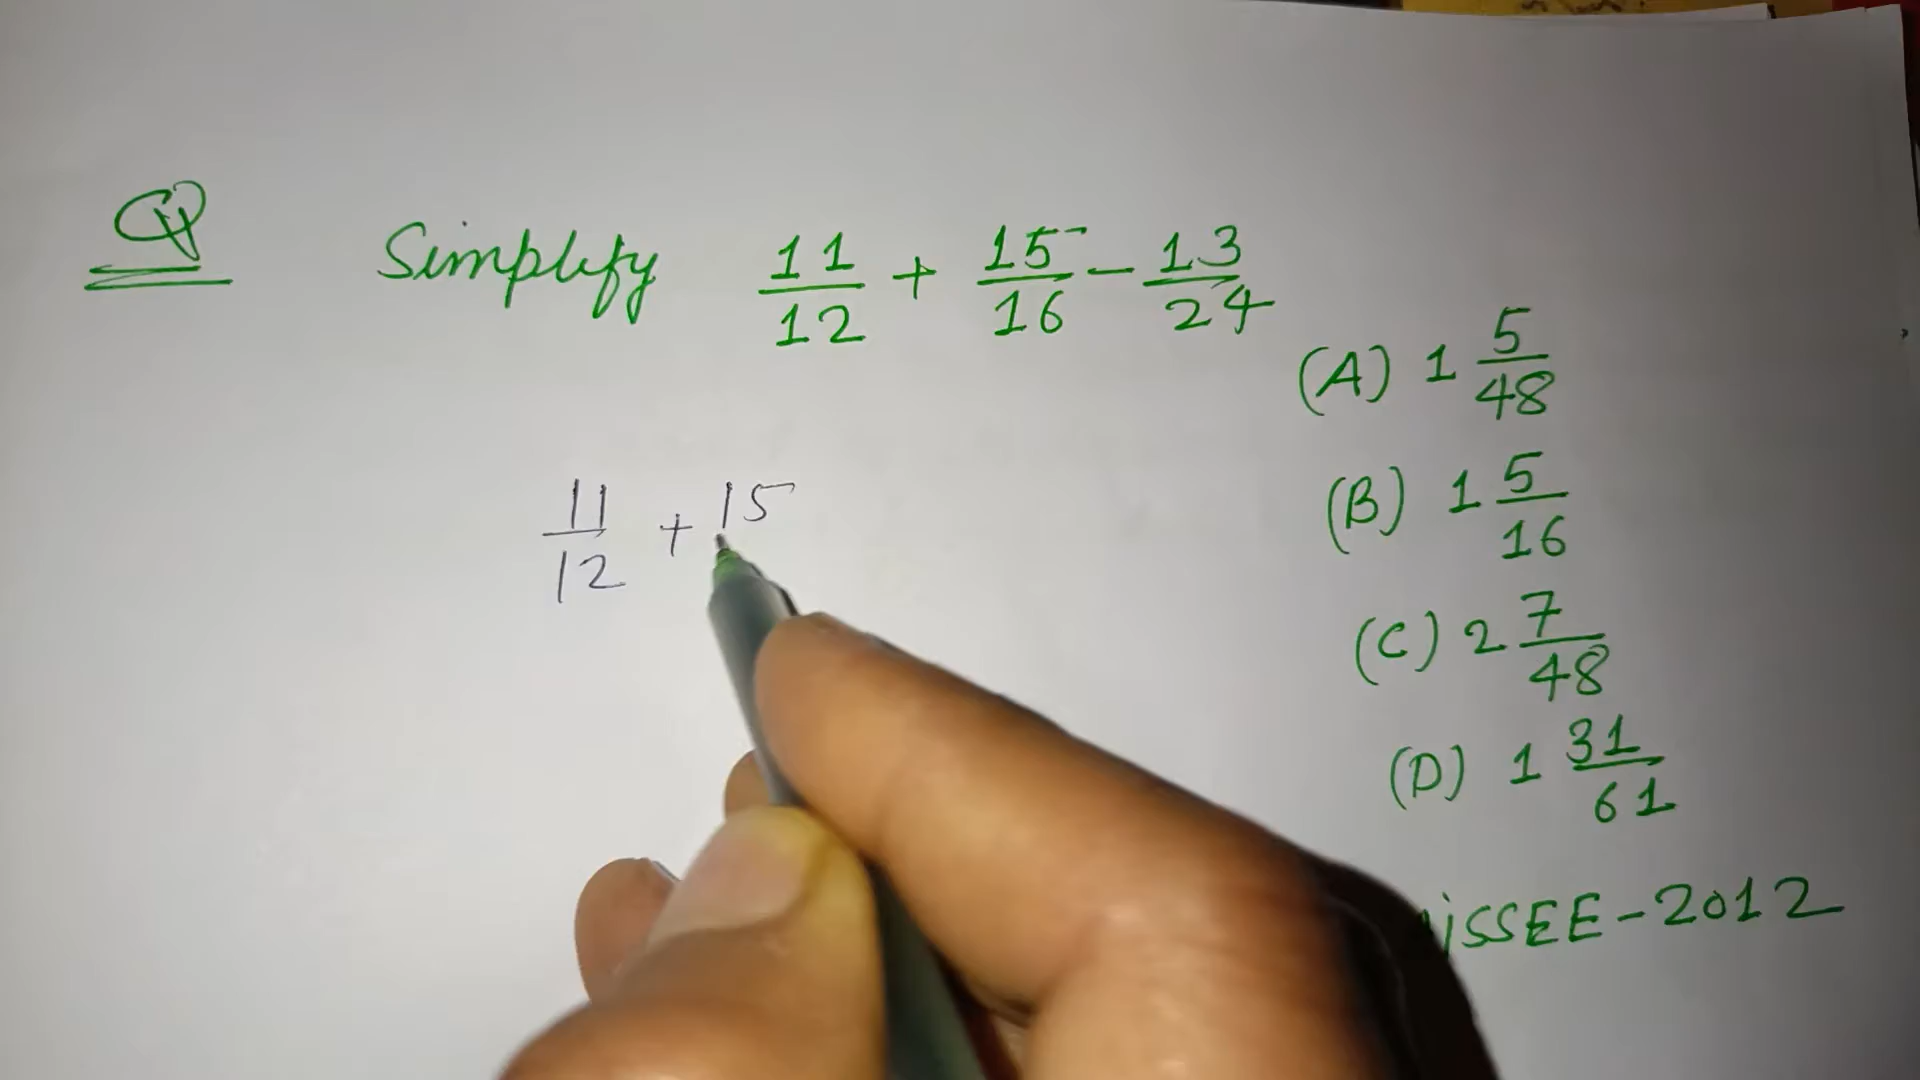 Q Simplify 11/12 + 15/16 - 13/24
(A) 1 5/48
(B) 1 5/16
(C) 2 7/48
(D) 1 31/61
11/12 + 15
iSSEE-2012